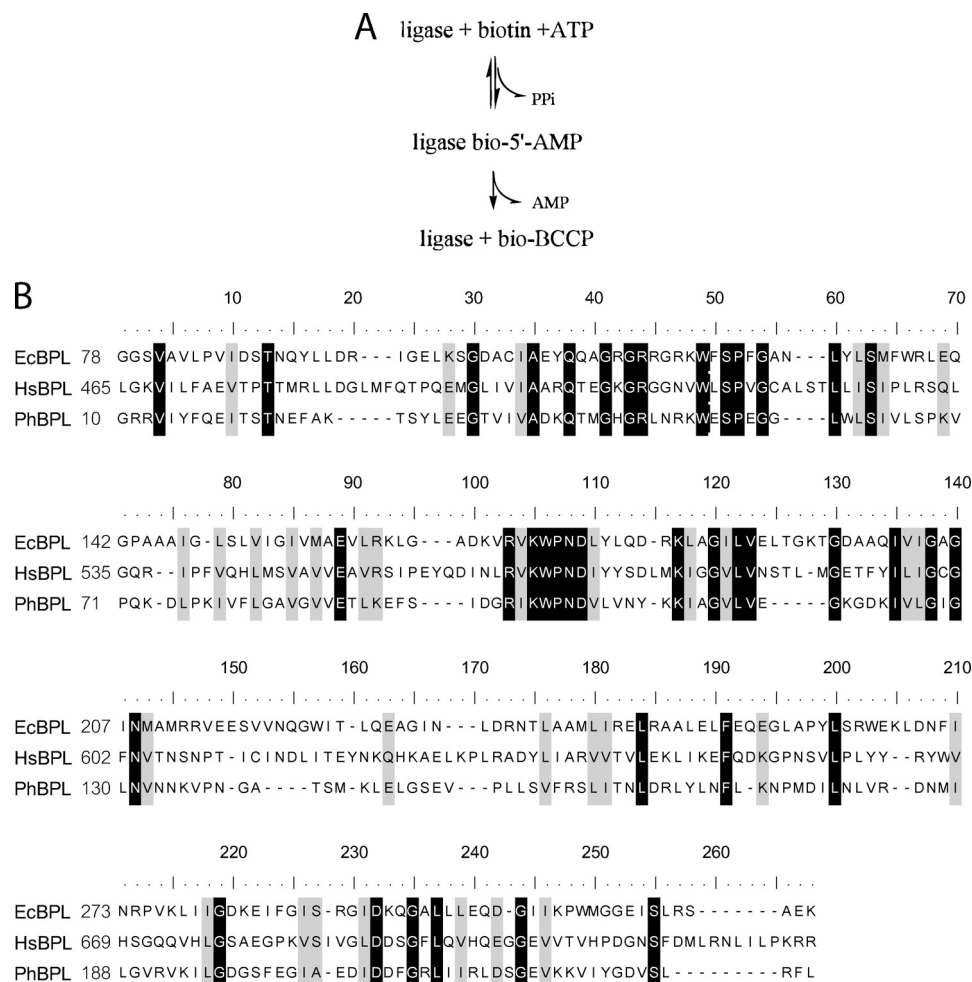 A ligase + biotin +ATP
PPi
ligase bio-5'-AMP
AMP
ligase + bio-BCCP
B
10 20 30 40 50 60 70
EcBPL 78 GGSVAVLPVIDSTNQYLLDR---IGELKSGDACIAEYQQAGRGRRGRKWFSPFGAN--LYLSMFWRLEQ
HsBPL 465 LGKVILFAEVTPTTMRLLDGLMFQTPQEMGLIVIAARQTEGKGRGGNVWLSPVGCALSTLLISIPLRSQL
PhBPL 10 GRRVIYFQEITSTNEFAK-----TSYLEEGTVIVADKQTMGHGRLNRKWESPEGG---LWLSIVLSPKV
80 90 100 110 120 130 140
EcBPL 142 GPAAAIG-LSLVIGIVMAEVLRKLG---ADKVRVKWPNDLYLQD-RKLAGILVELTGKTGDAAQIVIGAG
HsBPL 535 GQR--IPFVQHLMSVAVVEAVRSIPEYQDINLRVKWPNDIYYSDLMKIGGVLVNSTLM-GETFYILIGCG
PhBPL 71 PQK-DLPKIVFLGAVGVVETLKEFS----IDGRIKWPNDVLVNY-KKIAGVLVE-----GKGDKIVLGIG
150 160 170 180 190 200 210
EcBPL 207 INMAMRRVEESVVNQGWIT-LQEAGIN---LDRNTLAAMLIRELRAALELFEQEGLAPYLSRWEKLDNFI
HsBPL 602 FNVTNSNPT-ICINDLITEYNKQHKAELKPLRADYLIARVVTVLEKLIKEFQDKGPNSVLPLYY--RYWV
PhBPL 130 LNVNNKVPN-GA----TSM-KLELGSEV---PLLSVFRSLITNLDRLYLNFL-KNPMDILNLVR--DNMI
220 230 240 250 260
EcBPL 273 NRPVKLIIGDKEIFGIS-RGIDKQGALLLEQD-GIIKPWMGGEISLRS-------AEK
HsBPL 669 HSGQQVHLGSAEGPKVSIVGLDDSGFLQVHQEGGEVVTVHPDGNSFDMLRNLILPKRR
PhBPL 188 LGVRVKILGDGSFEGIA-EDIDDFGRLIIRLDSGEVKKVIYGDVSL---------RFL